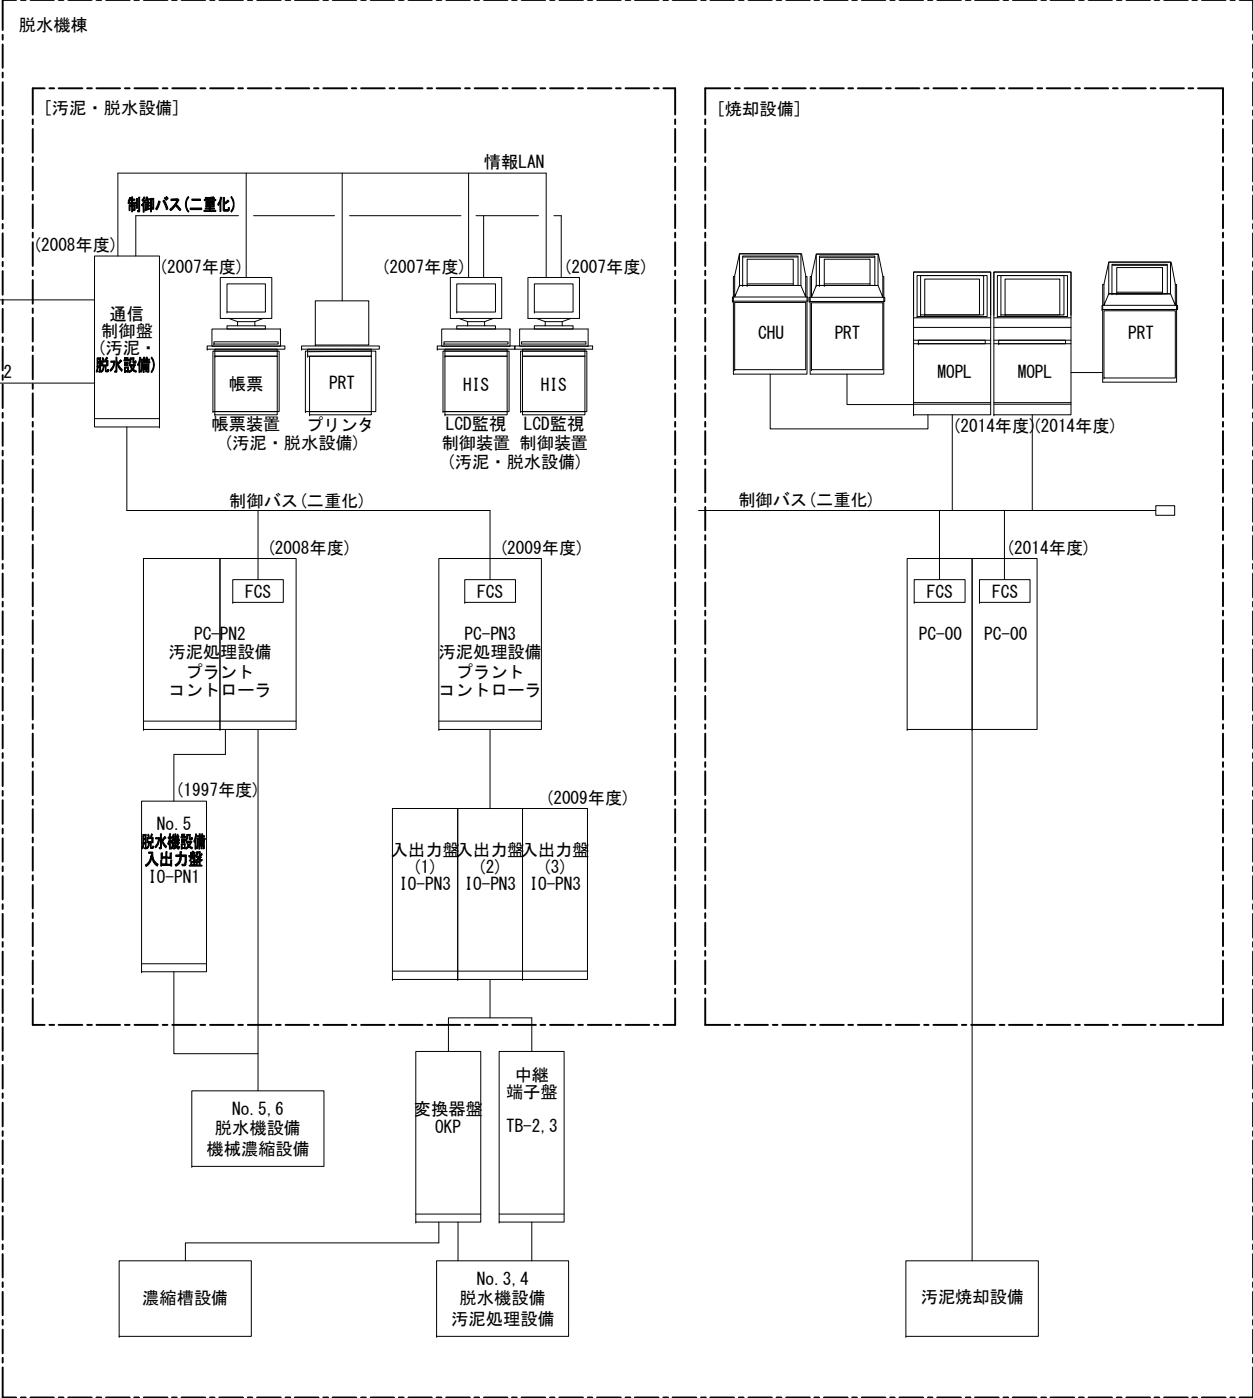 脱水機棟
[汚泥・脱水設備]
[焼却設備]
情報LAN
制御バス(二重化)
(2008年度)
(2007年度)
(2007年度)
(2007年度)
通信
制御盤
(汚泥・
脱水設備)
2
帳票
PRT
HIS
HIS
帳票装置
プリンタ
(汚泥・脱水設備)
LCD監視
制御装置
LCD監視
制御装置
(汚泥・脱水設備)
CHU
PRT
MOPL
MOPL
PRT
(2014年度)
(2014年度)
制御バス(二重化)
制御バス(二重化)
(2008年度)
(2009年度)
(2014年度)
FCS
FCS
FCS
FCS
PC-PN2
汚泥処理設備
プラント
コントローラ
PC-PN3
汚泥処理設備
プラント
コントローラ
PC-00
PC-00
(1997年度)
(2009年度)
No.5
脱水機設備
入出力盤
IO-PN1
入出力盤
(1)
IO-PN3
入出力盤
(2)
IO-PN3
入出力盤
(3)
IO-PN3
No.5,6
脱水機設備
機械濃縮設備
変換器盤
OKP
中継
端子盤
TB-2,3
濃縮槽設備
No.3,4
脱水機設備
汚泥処理設備
汚泥焼却設備